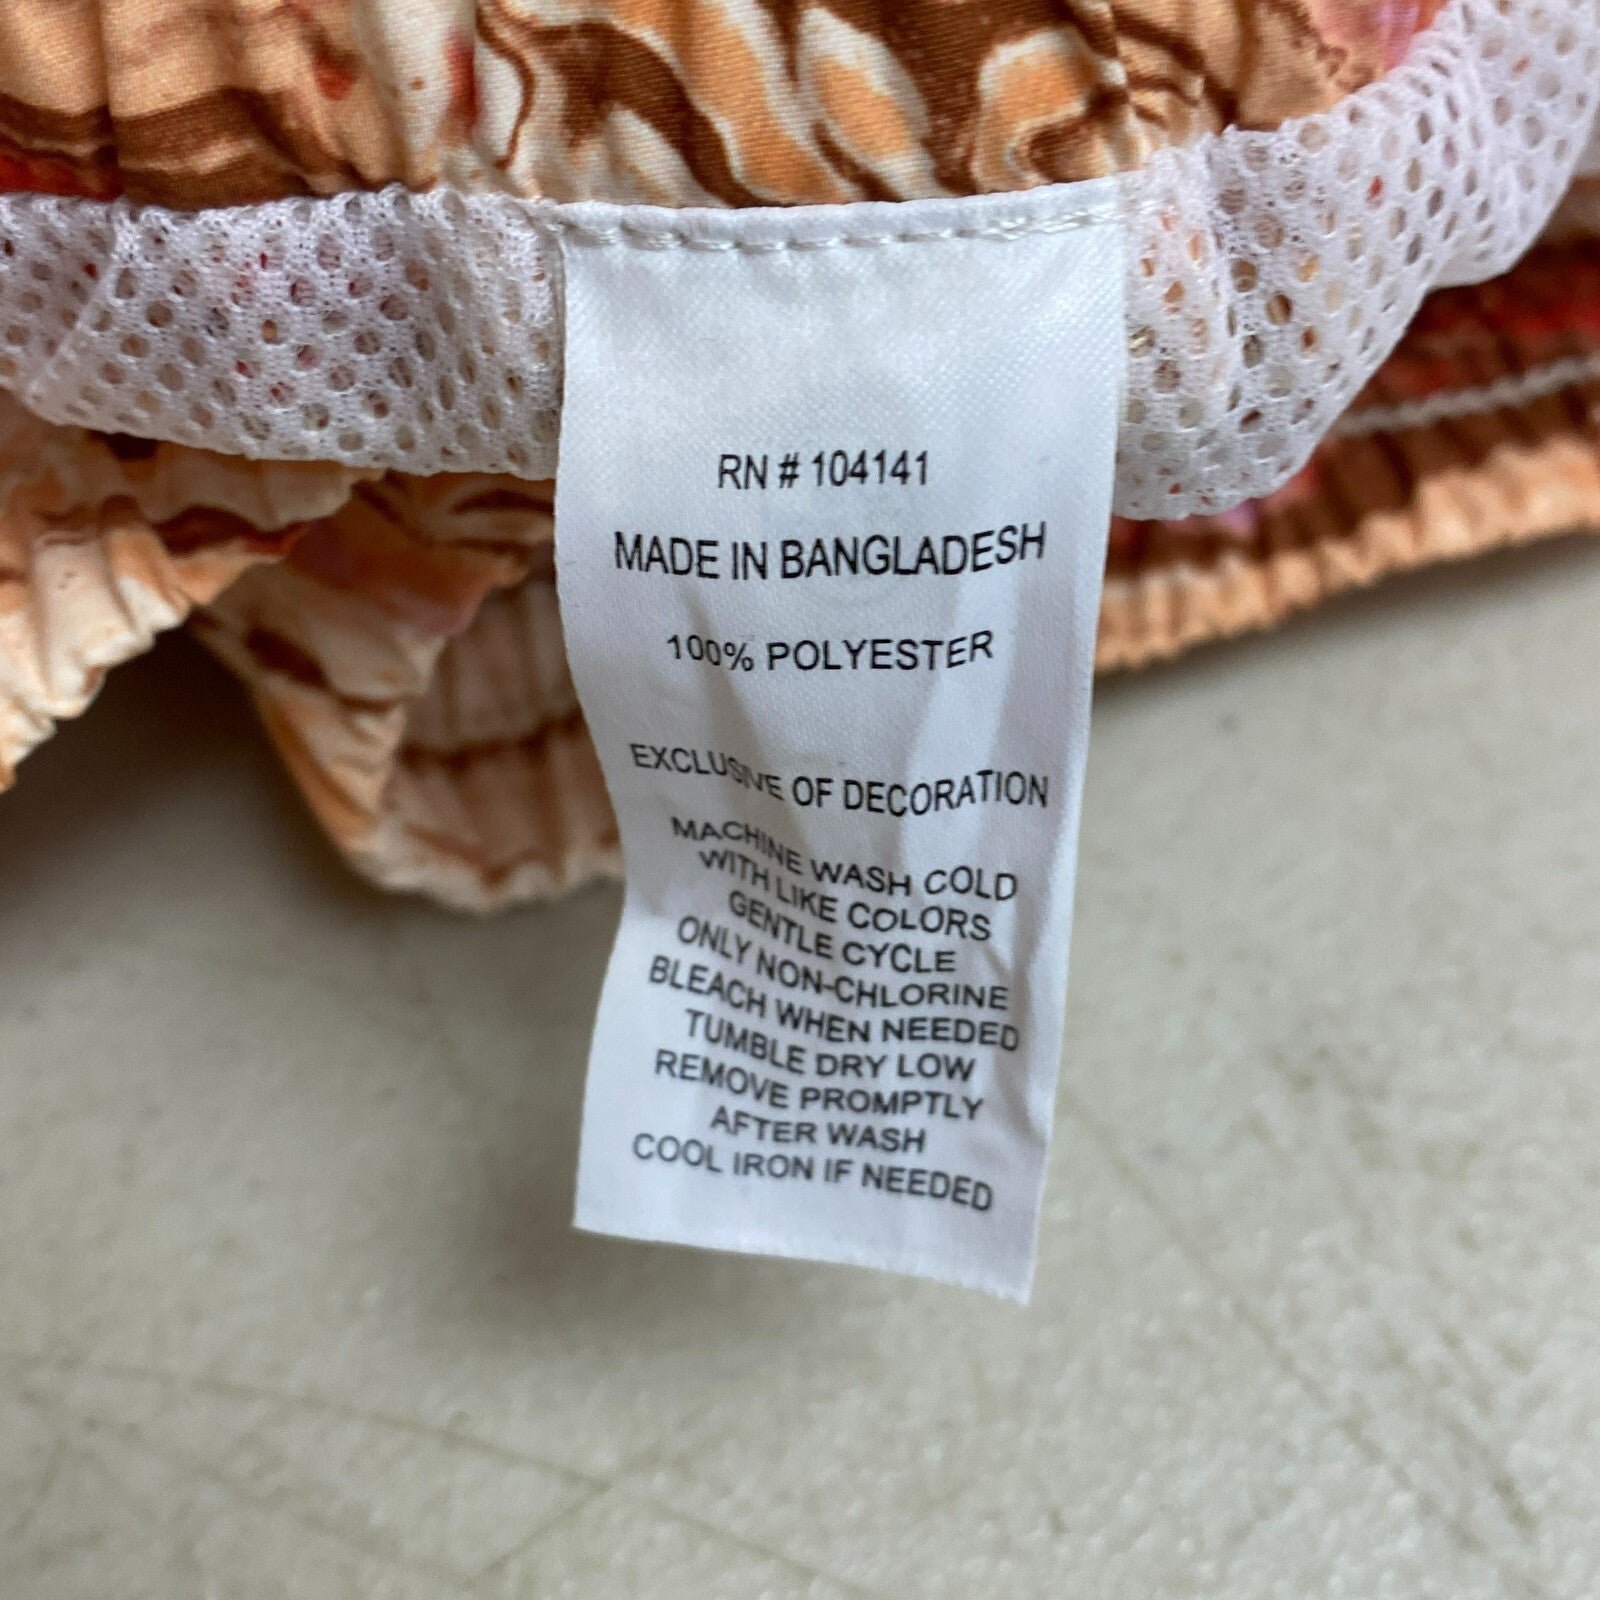 RN # 104141
MADE IN BANGLADESH
100% POLYESTER
EXCLUSIVE OF DECORATION
MACHINE WASH COLD
WITH LIKE COLORS
GENTLE CYCLE
ONLY NON-CHLORINE
BLEACH WHEN NEEDED
TUMBLE DRY LOW
REMOVE PROMPTLY
AFTER WASH
COOL IRON IF NEEDED